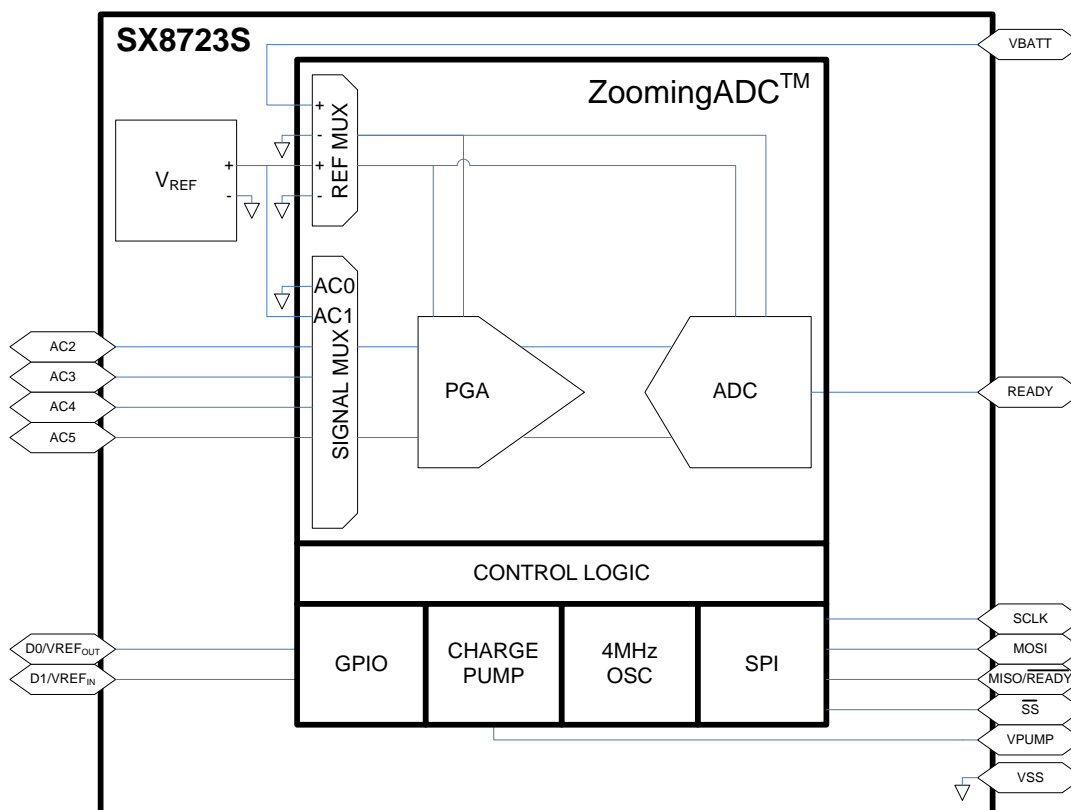 SX8723S
VBATT
ZoomingADC™
+
-
+
-
REF MUX
VREF
+
-
AC0
AC1
SIGNAL MUX
AC2
AC3
AC4
AC5
PGA
ADC
READY
CONTROL LOGIC
D0/VREFOUT
D1/VREFIN
GPIO
CHARGE
PUMP
4MHz
OSC
SPI
SCLK
MOSI
MISO/READY
SS
VPUMP
VSS